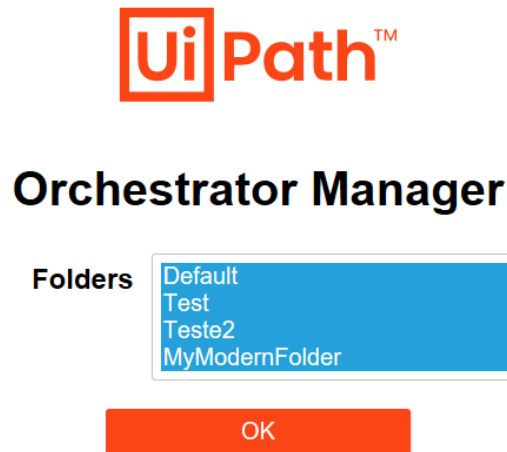 UiPath™
Orchestrator Manager
Folders
Default
Test
Teste2
MyModernFolder
OK